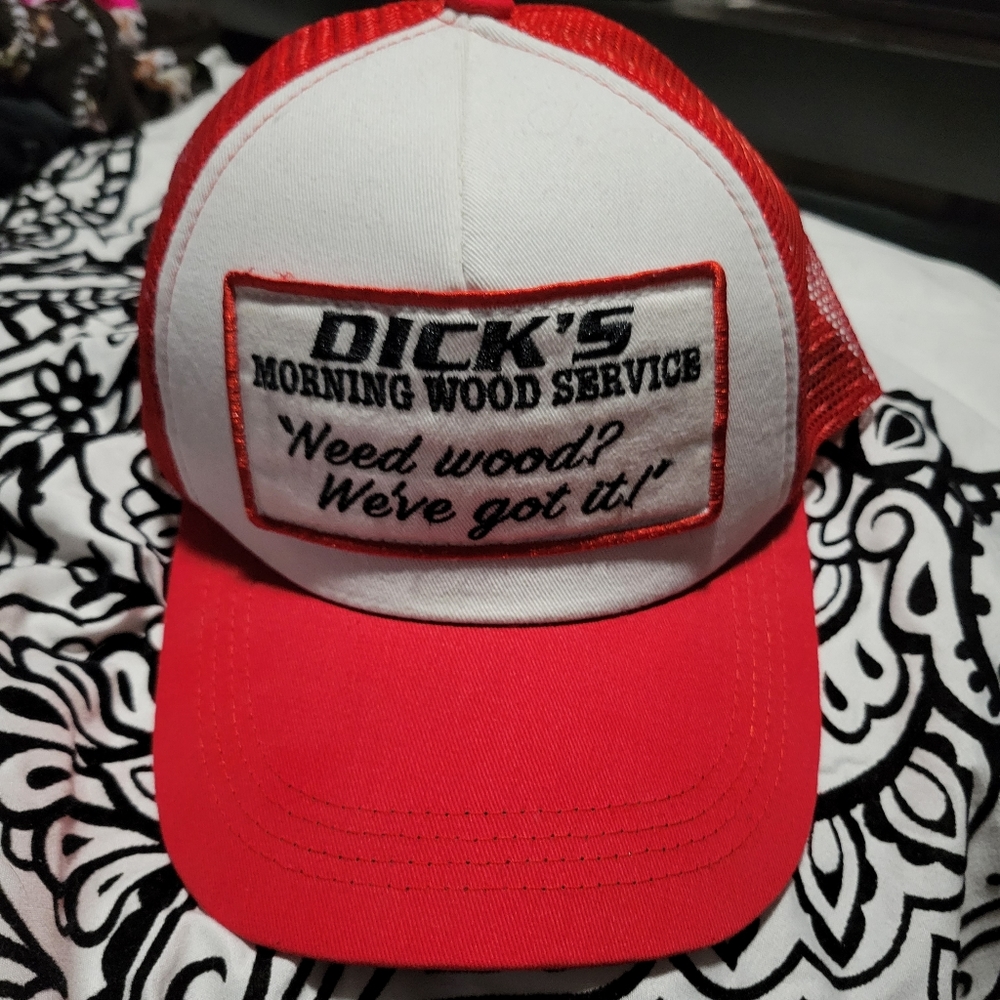 DICK'S
MORNING WOOD SERVICE
"Need wood?
We've got it!"